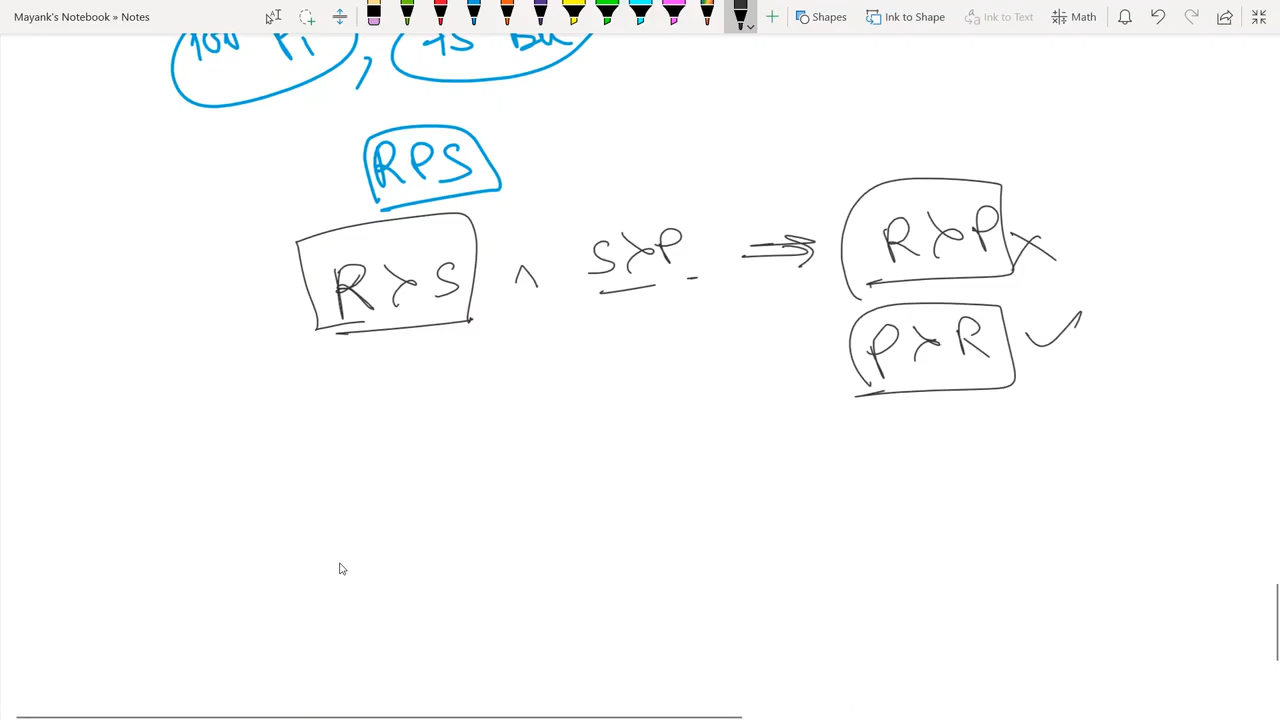 Mayank's Notebook » Notes
Shapes
Ink to Shape
Ink to Text
Math
RPS
R ≻ S ∧ S ≻ P ⇒ R ≻ P ✗
P ≻ R ✓